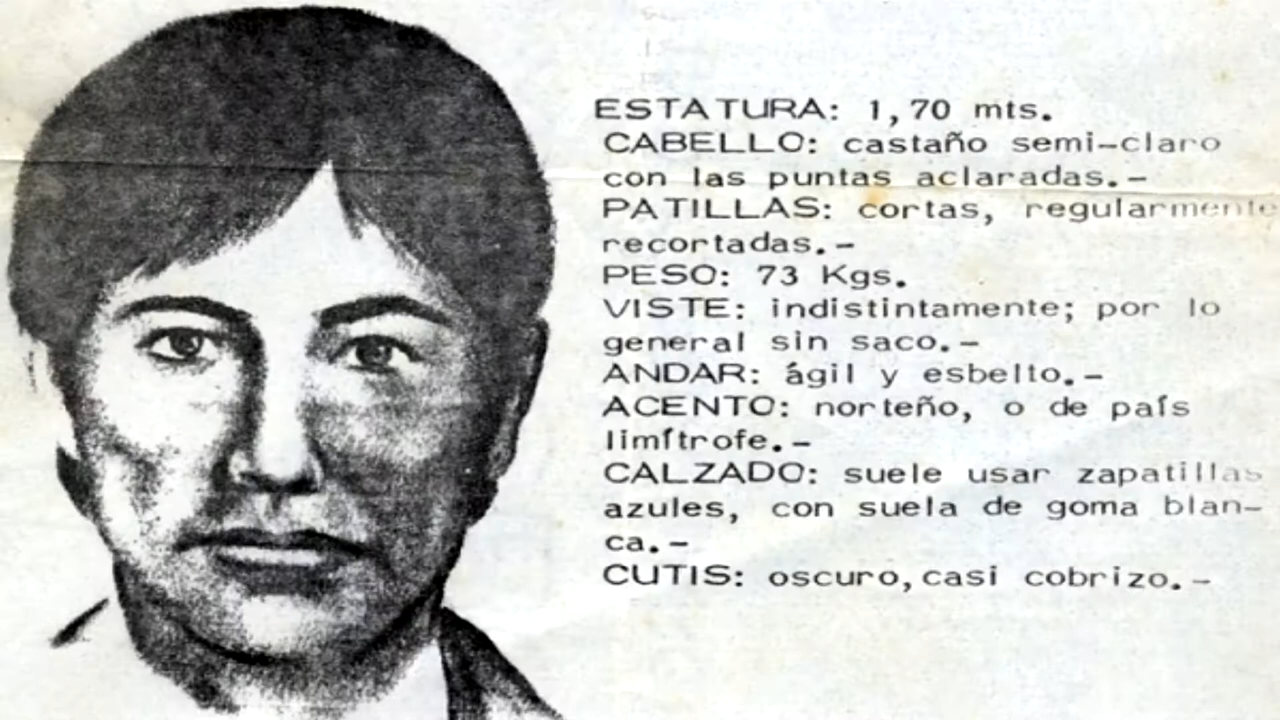 ESTATURA: 1,70 mts.
CABELLO: castaño semi-claro
con las puntas aclaradas.-
PATILLAS: cortas, regularmente
recortadas.-
PESO: 73 Kgs.
VISTE: indistintamente; por lo
general sin saco.-
ANDAR: ágil y esbelto.-
ACENTO: norteño, o de país
limítrofe.-
CALZADO: suele usar zapatillas
azules, con suela de goma blan-
ca.-
CUTIS: oscuro,casi cobrizo.-